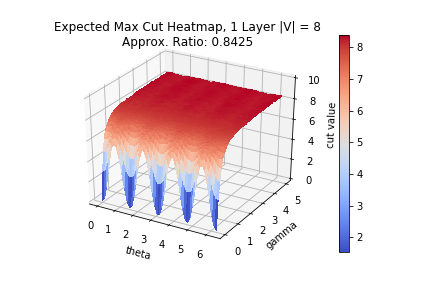 Expected Max Cut Heatmap, 1 Layer |V| = 8
Approx. Ratio: 0.8425
0 1 2 3 4 5 6
theta
0 1 2 3 4 5
gamma
10
8
6
4
2
0
cut value
8
7
6
5
4
3
2